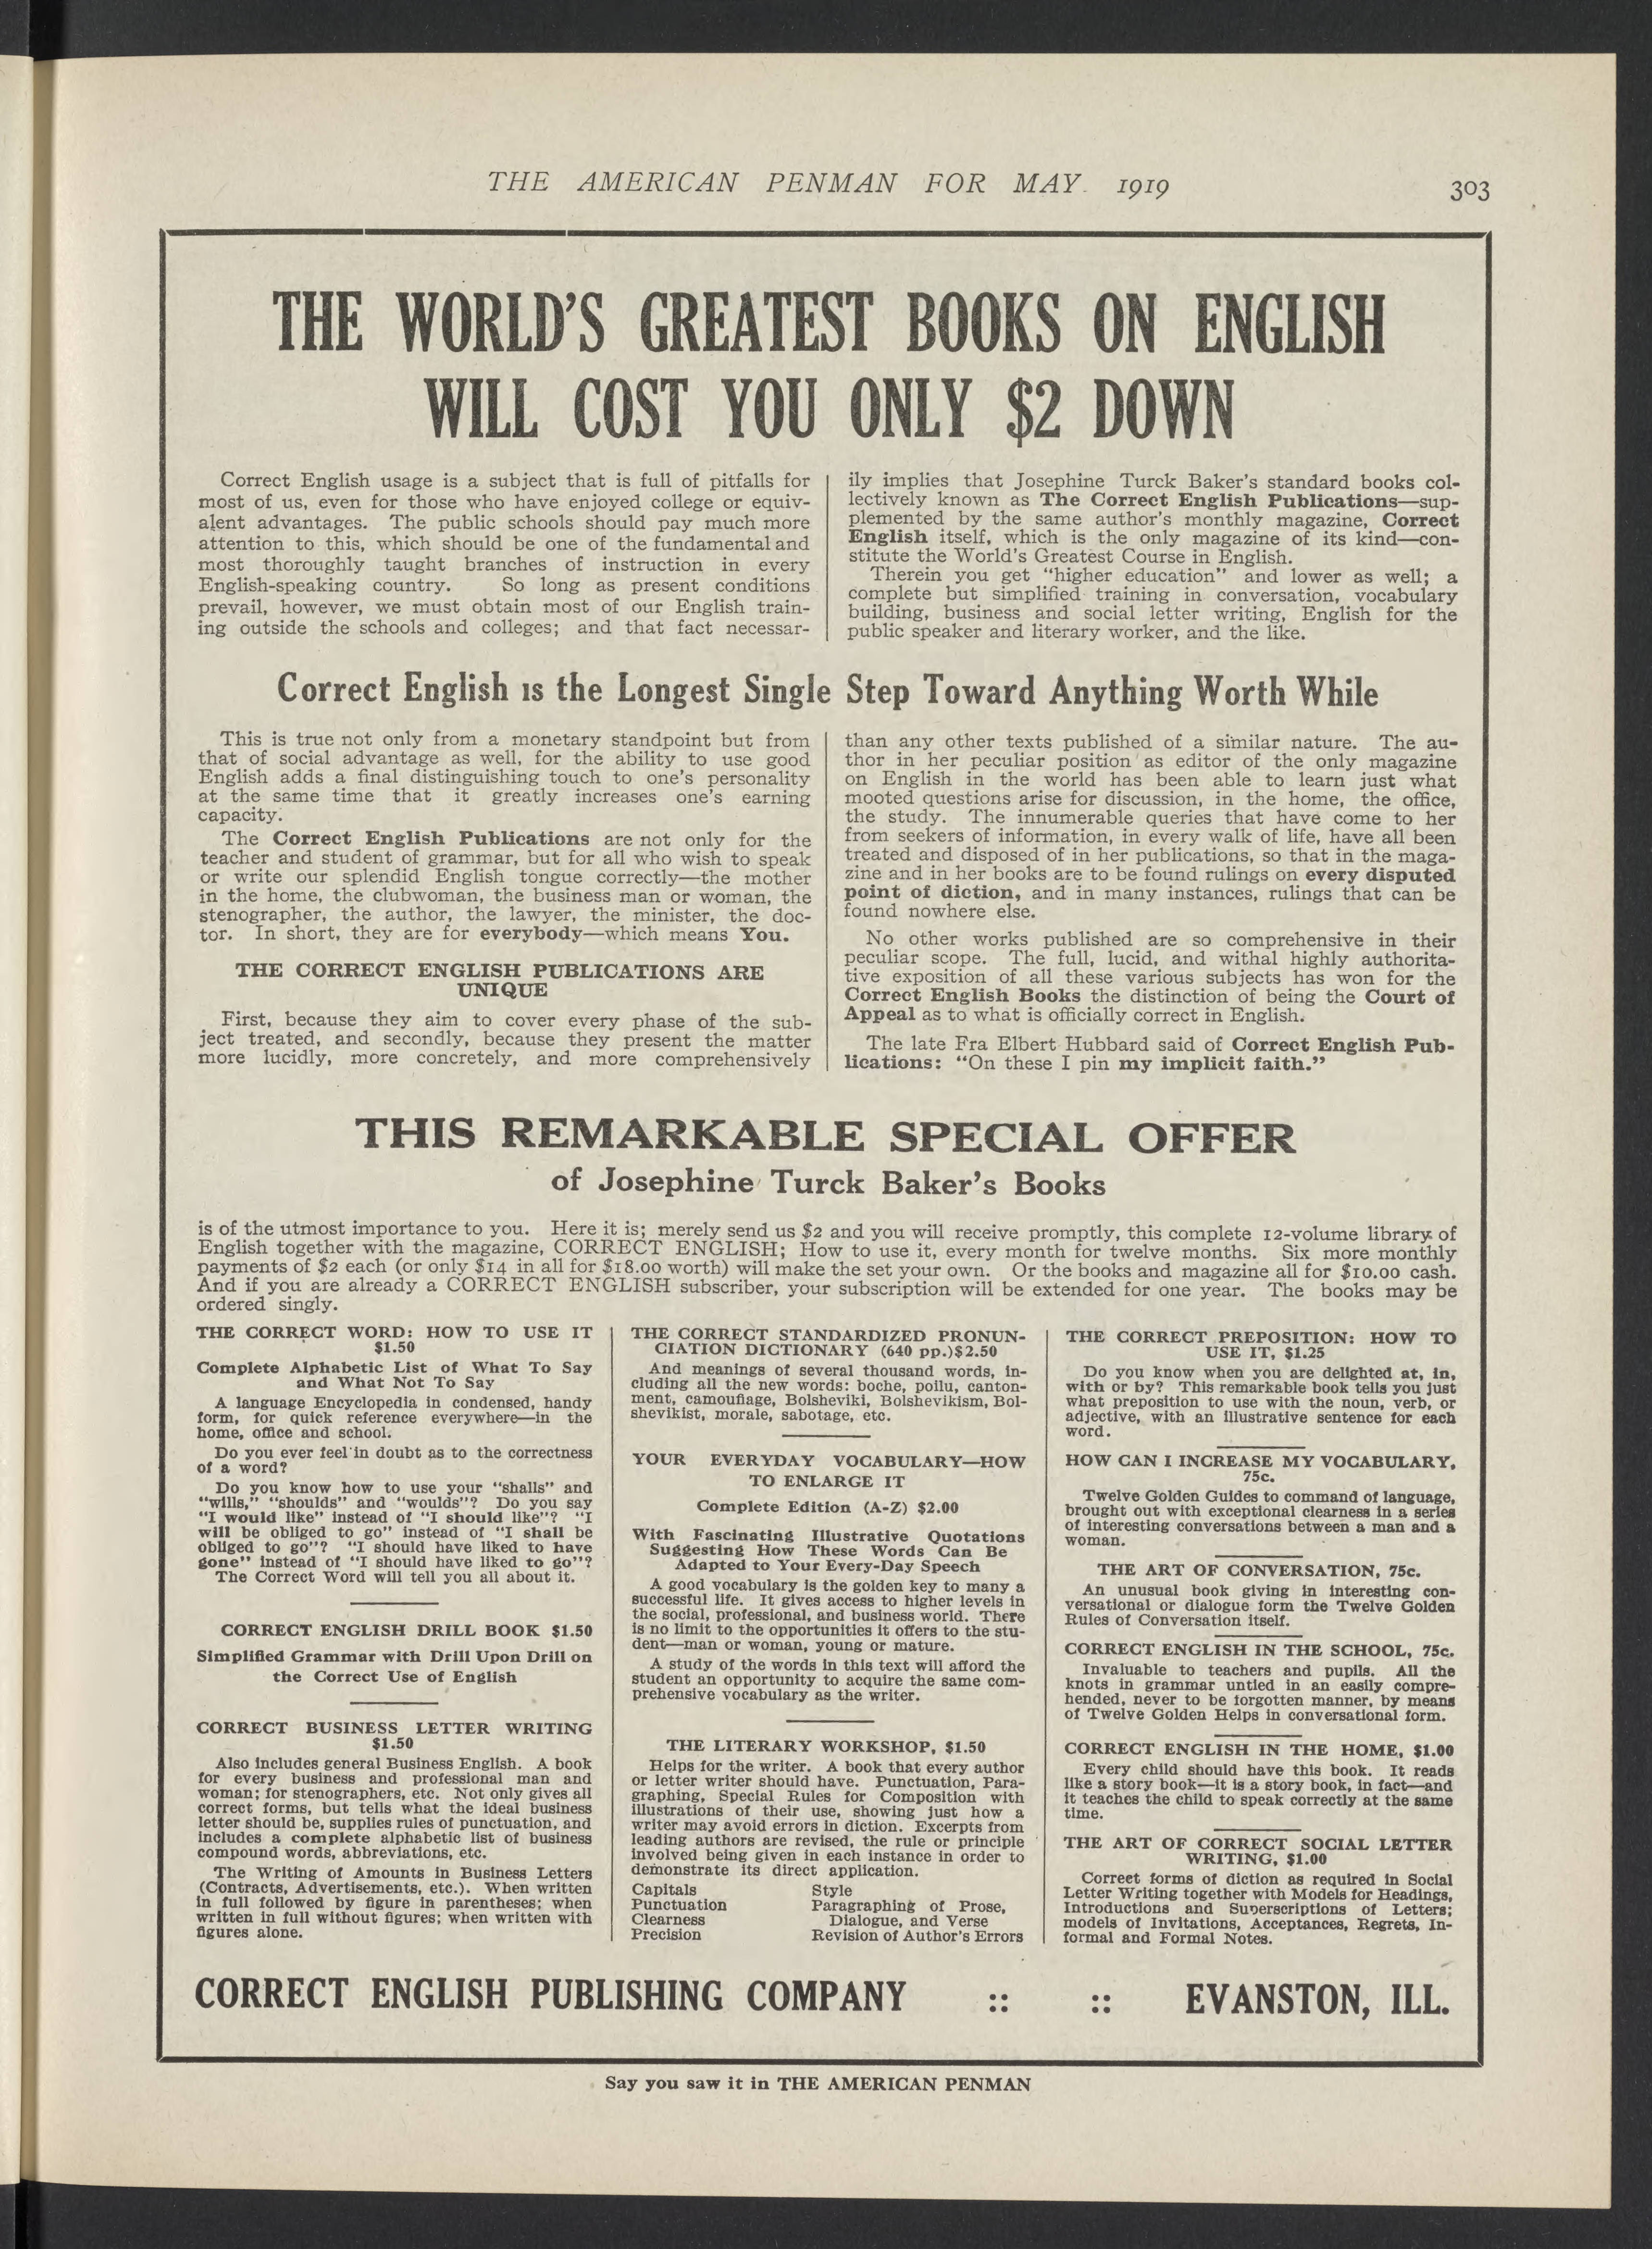 THE AMERICAN PENMAN FOR MAY 1919
303
THE WORLD'S GREATEST BOOKS ON ENGLISH
WILL COST YOU ONLY $2 DOWN
Correct English usage is a subject that is full of pitfalls for
most of us, even for those who have enjoyed college or equiv-
alent advantages. The public schools should pay much more
attention to this, which should be one of the fundamental and
most thoroughly taught branches of instruction in every
English-speaking country. So long as present conditions
prevail, however, we must obtain most of our English train-
ing outside the schools and colleges; and that fact necessar-
ily implies that Josephine Turck Baker's standard books col-
lectively known as The Correct English Publications—sup-
plemented by the same author's monthly magazine, Correct
English itself, which is the only magazine of its kind—con-
stitute the World's Greatest Course in English.
Therein you get "higher education" and lower as well; a
complete but simplified training in conversation, vocabulary
building, business and social letter writing, English for the
public speaker and literary worker, and the like.
Correct English is the Longest Single Step Toward Anything Worth While
This is true not only from a monetary standpoint but from
that of social advantage as well, for the ability to use good
English adds a final distinguishing touch to one's personality
at the same time that it greatly increases one's earning
capacity.
The Correct English Publications are not only for the
teacher and student of grammar, but for all who wish to speak
or write our splendid English tongue correctly—the mother
in the home, the clubwoman, the business man or woman, the
stenographer, the author, the lawyer, the minister, the doc-
tor. In short, they are for everybody—which means You.
THE CORRECT ENGLISH PUBLICATIONS ARE
UNIQUE
First, because they aim to cover every phase of the sub-
ject treated, and secondly, because they present the matter
more lucidly, more concretely, and more comprehensively
than any other texts published of a similar nature. The au-
thor in her peculiar position as editor of the only magazine
on English in the world has been able to learn just what
mooted questions arise for discussion, in the home, the office,
the study. The innumerable queries that have come to her
from seekers of information, in every walk of life, have all been
treated and disposed of in her publications, so that in the maga-
zine and in her books are to be found rulings on every disputed
point of diction, and in many instances, rulings that can be
found nowhere else.
No other works published are so comprehensive in their
peculiar scope. The full, lucid, and withal highly authorita-
tive exposition of all these various subjects has won for the
Correct English Books the distinction of being the Court of
Appeal as to what is officially correct in English.
The late Fra Elbert Hubbard said of Correct English Pub-
lications: "On these I pin my implicit faith."
THIS REMARKABLE SPECIAL OFFER
of Josephine Turck Baker's Books
is of the utmost importance to you. Here it is; merely send us $2 and you will receive promptly, this complete 12-volume library of
English together with the magazine, CORRECT ENGLISH; How to use it, every month for twelve months. Six more monthly
payments of $2 each (or only $14 in all for $18.00 worth) will make the set your own. Or the books and magazine all for $10.00 cash.
And if you are already a CORRECT ENGLISH subscriber, your subscription will be extended for one year. The books may be
ordered singly.
THE CORRECT WORD: HOW TO USE IT
$1.50
Complete Alphabetic List of What To Say
and What Not To Say
A language Encyclopedia in condensed, handy
form, for quick reference everywhere—in the
home, office and school.
Do you ever feel in doubt as to the correctness
of a word?
Do you know how to use your "shalls" and
"wills," "shoulds" and "woulds"? Do you say
"I would like" instead of "I should like"? "I
will be obliged to go" instead of "I shall be
obliged to go"? "I should have liked to have
gone" instead of "I should have liked to go"?
The Correct Word will tell you all about it.
CORRECT ENGLISH DRILL BOOK $1.50
Simplified Grammar with Drill Upon Drill on
the Correct Use of English
CORRECT BUSINESS LETTER WRITING
$1.50
Also includes general Business English. A book
for every business and professional man and
woman; for stenographers, etc. Not only gives all
correct forms, but tells what the ideal business
letter should be, supplies rules of punctuation, and
includes a complete alphabetic list of business
compound words, abbreviations, etc.
The Writing of Amounts in Business Letters
(Contracts, Advertisements, etc.). When written
in full followed by figure in parentheses; when
written in full without figures; when written with
figures alone.
THE CORRECT STANDARDIZED PRONUN-
CIATION DICTIONARY (640 pp.)$2.50
And meanings of several thousand words, in-
cluding all the new words: boche, poilu, canton-
ment, camouflage, Bolsheviki, Bolshevikism, Bol-
shevikist, morale, sabotage, etc.
YOUR EVERYDAY VOCABULARY—HOW
TO ENLARGE IT
Complete Edition (A-Z) $2.00
With Fascinating Illustrative Quotations
Suggesting How These Words Can Be
Adapted to Your Every-Day Speech
A good vocabulary is the golden key to many a
successful life. It gives access to higher levels in
the social, professional, and business world. There
is no limit to the opportunities it offers to the stu-
dent—man or woman, young or mature.
A study of the words in this text will afford the
student an opportunity to acquire the same com-
prehensive vocabulary as the writer.
THE LITERARY WORKSHOP, $1.50
Helps for the writer. A book that every author
or letter writer should have. Punctuation, Para-
graphing, Special Rules for Composition with
illustrations of their use, showing just how a
writer may avoid errors in diction. Excerpts from
leading authors are revised, the rule or principle
involved being given in each instance in order to
demonstrate its direct application.
Capitals Style
Punctuation Paragraphing of Prose,
Clearness Dialogue, and Verse
Precision Revision of Author's Errors
THE CORRECT PREPOSITION: HOW TO
USE IT, $1.25
Do you know when you are delighted at, in,
with or by? This remarkable book tells you just
what preposition to use with the noun, verb, or
adjective, with an illustrative sentence for each
word.
HOW CAN I INCREASE MY VOCABULARY,
75c.
Twelve Golden Guides to command of language,
brought out with exceptional clearness in a series
of interesting conversations between a man and a
woman.
THE ART OF CONVERSATION, 75c.
An unusual book giving in interesting con-
versational or dialogue form the Twelve Golden
Rules of Conversation itself.
CORRECT ENGLISH IN THE SCHOOL, 75c.
Invaluable to teachers and pupils. All the
knots in grammar untied in an easily compre-
hended, never to be forgotten manner, by means
of Twelve Golden Helps in conversational form.
CORRECT ENGLISH IN THE HOME, $1.00
Every child should have this book. It reads
like a story book—it is a story book, in fact—and
it teaches the child to speak correctly at the same
time.
THE ART OF CORRECT SOCIAL LETTER
WRITING, $1.00
Correct forms of diction as required in Social
Letter Writing together with Models for Headings,
Introductions and Superscriptions of Letters;
models of Invitations, Acceptances, Regrets, In-
formal and Formal Notes.
CORRECT ENGLISH PUBLISHING COMPANY :: :: EVANSTON, ILL.
Say you saw it in THE AMERICAN PENMAN